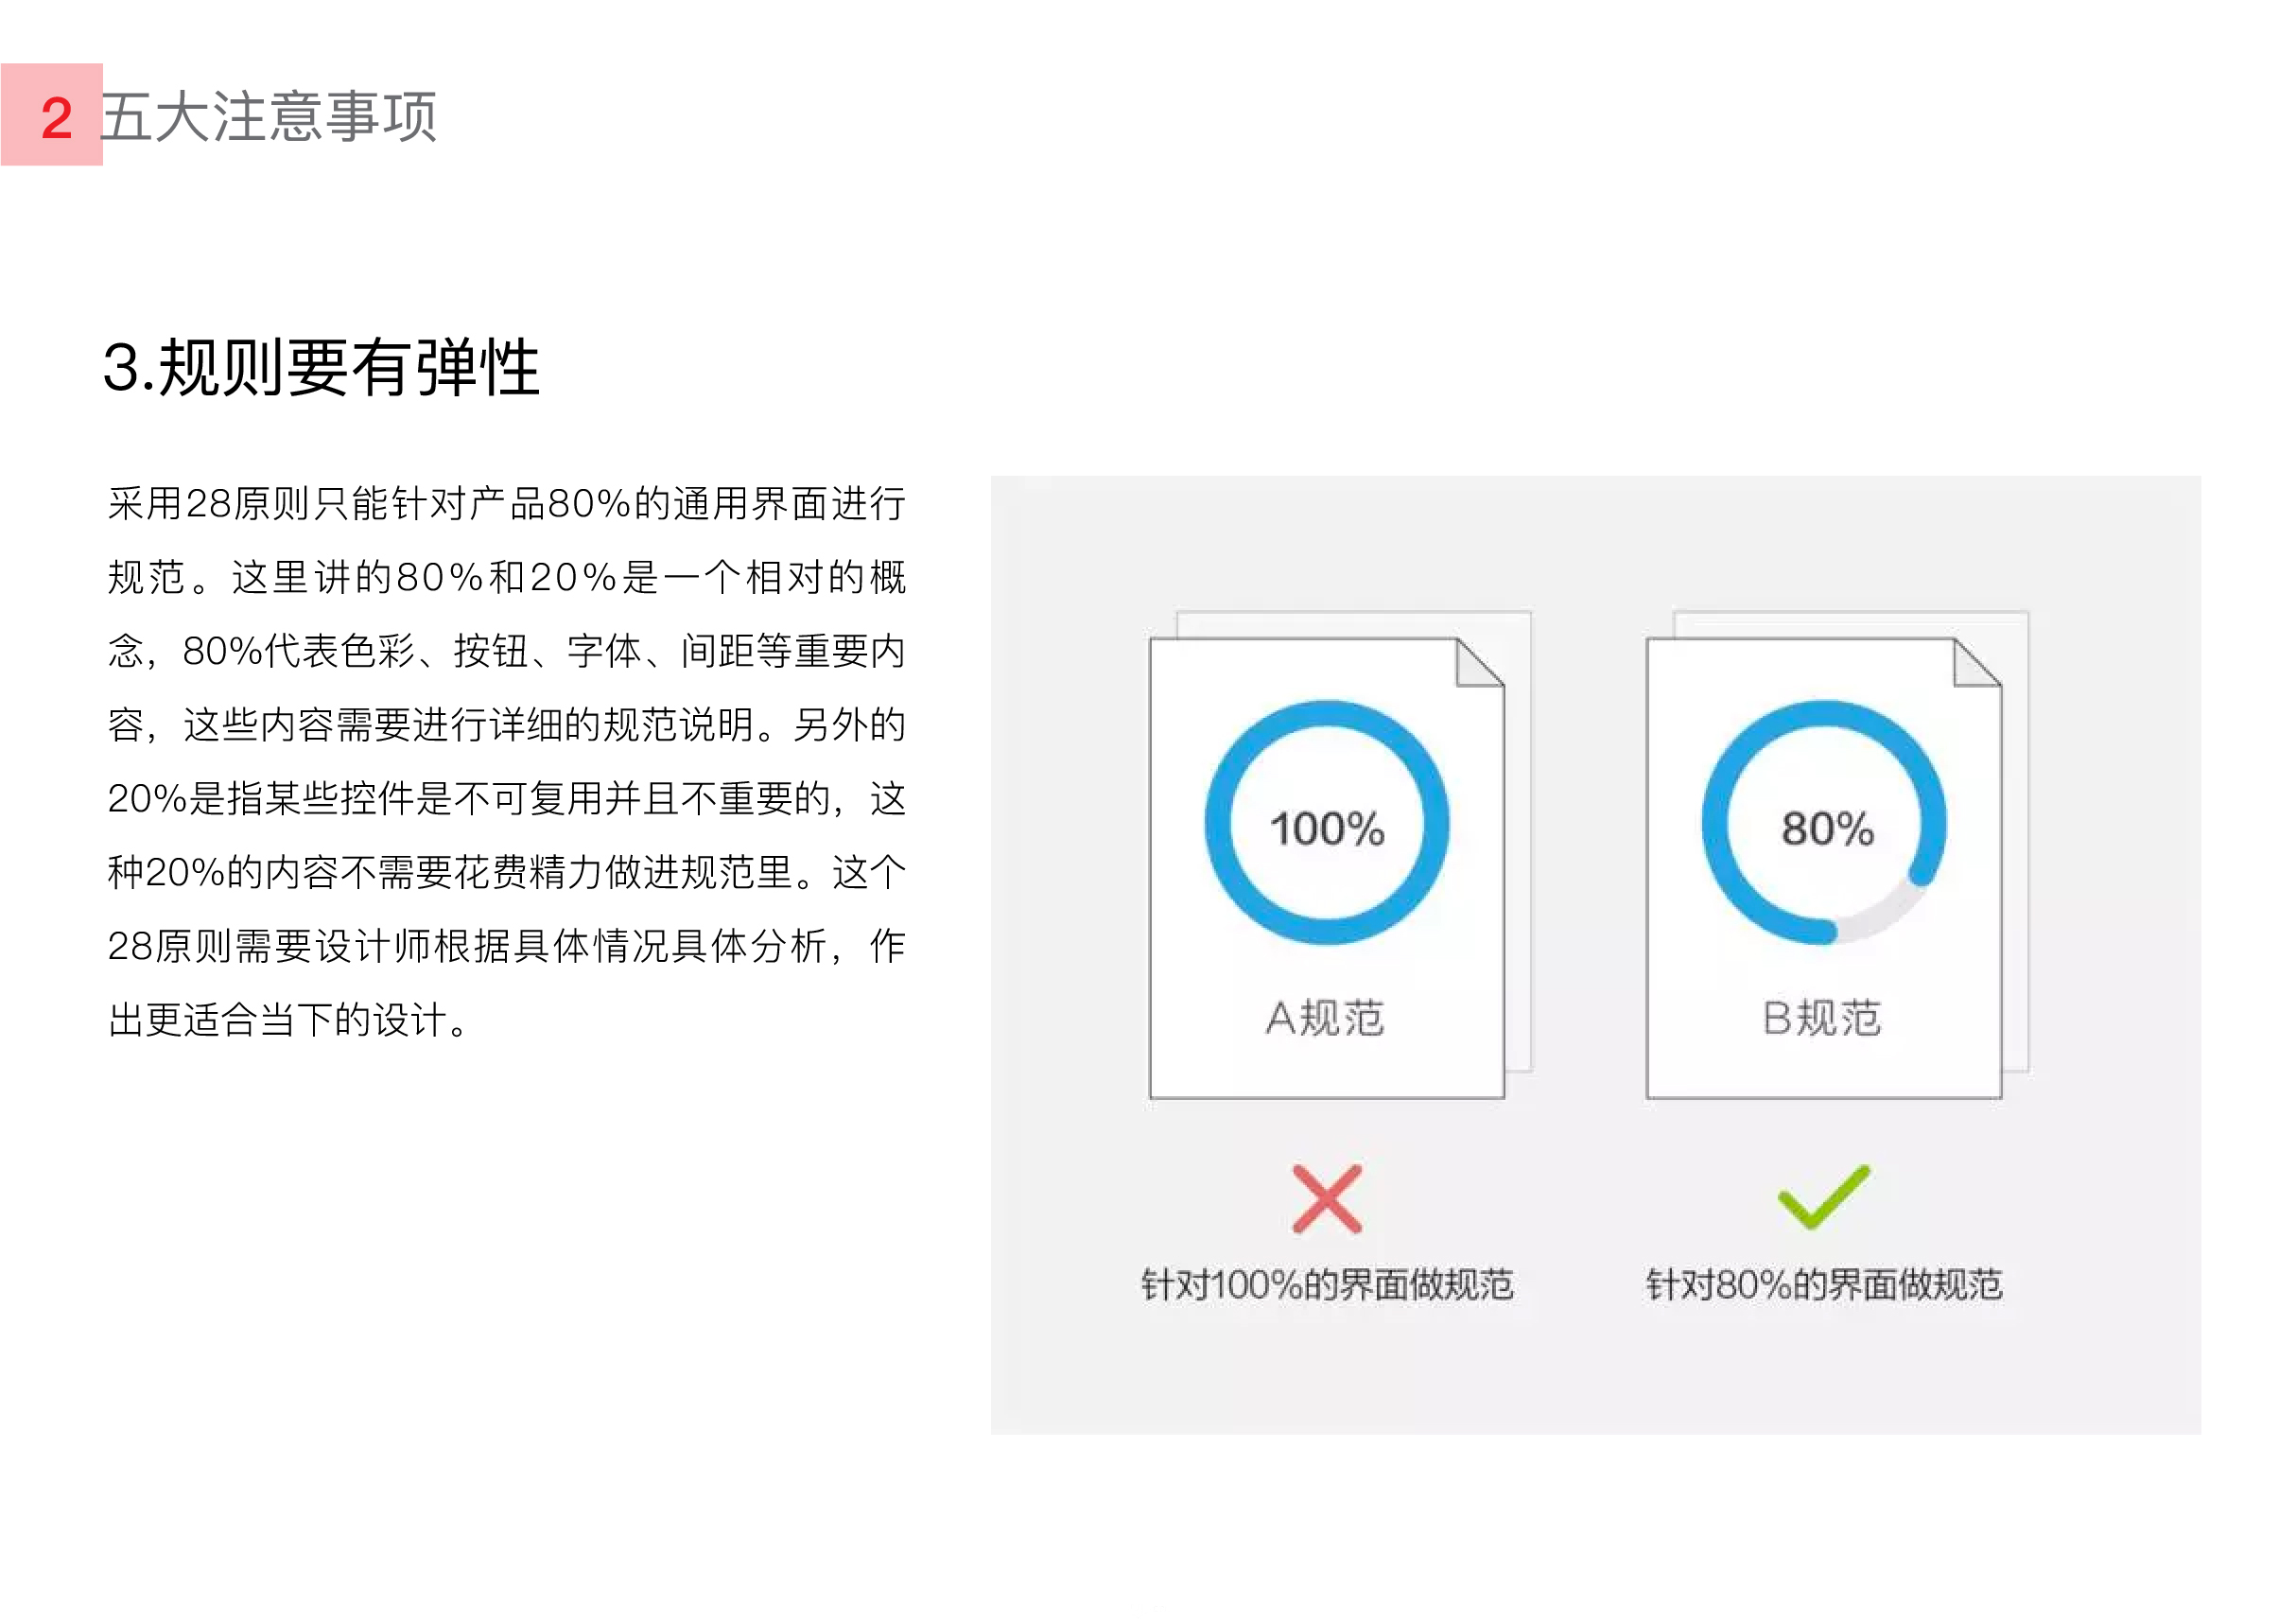 2 五大注意事项
3.规则要有弹性
采用28原则只能针对产品80%的通用界面进行
规范。这里讲的80%和20%是一个相对的概
念，80%代表色彩、按钮、字体、间距等重要内
容，这些内容需要进行详细的规范说明。另外的
20%是指某些控件是不可复用并且不重要的，这
种20%的内容不需要花费精力做进规范里。这个
28原则需要设计师根据具体情况具体分析，作
出更适合当下的设计。
100%
A规范
针对100%的界面做规范
80%
B规范
针对80%的界面做规范